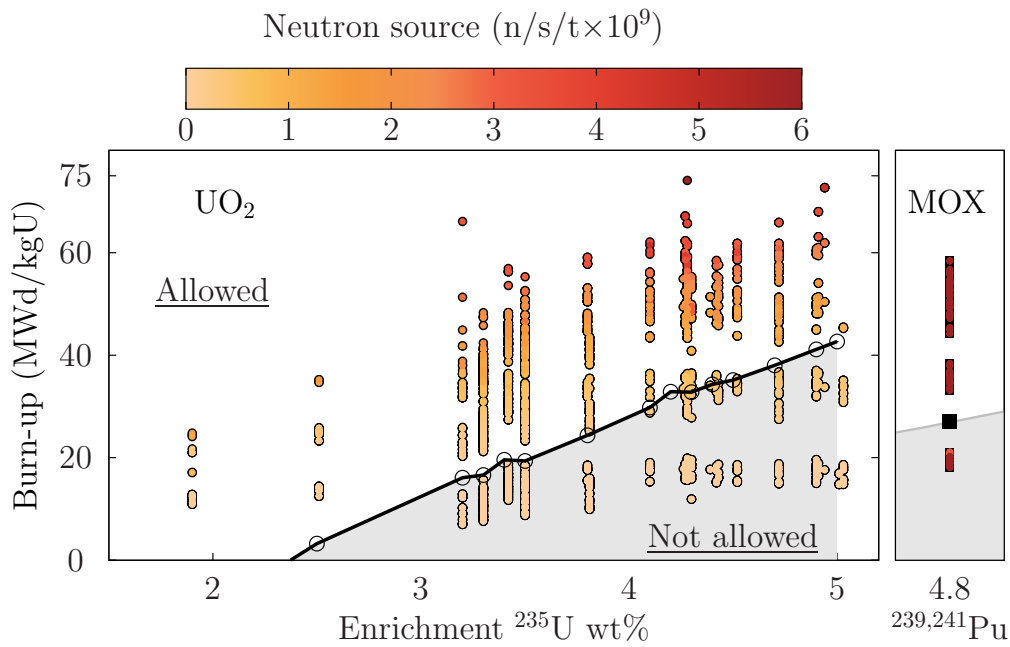 Neutron source (n/s/t×10⁹)
0 1 2 3 4 5 6
Burn-up (MWd/kgU)
75
60
40
20
0
UO₂
Allowed
Not allowed
MOX
2 3 4 5
Enrichment ²³⁵U wt%
4.8
²³⁹,²⁴¹Pu